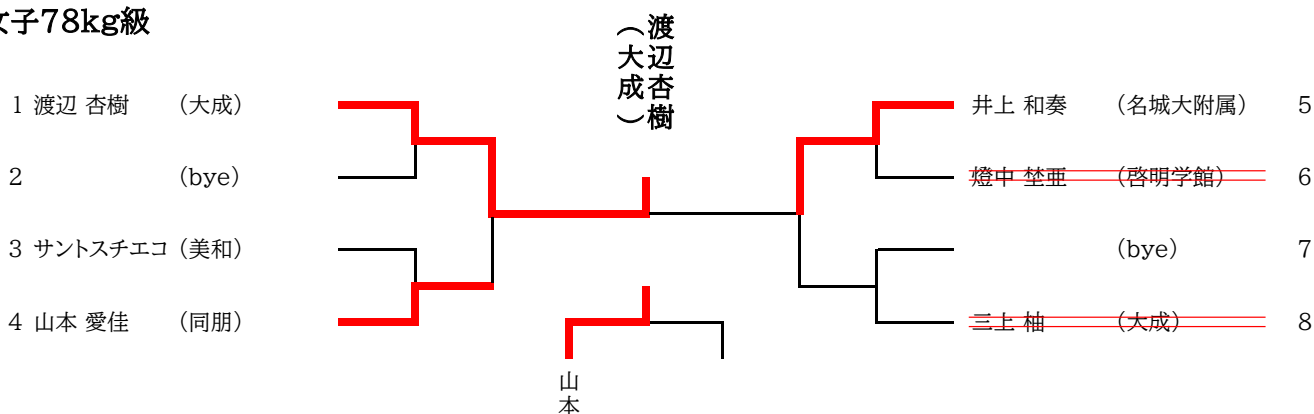 女子78kg級
渡辺杏樹
（大成）
1 渡辺 杏樹 （大成）
2 （bye）
3 サントスチエコ （美和）
4 山本 愛佳 （同朋）
井上 和奏 （名城大附属） 5
燈中 埜亜 （啓明学館） 6
（bye） 7
三上 柚 （大成） 8
山本